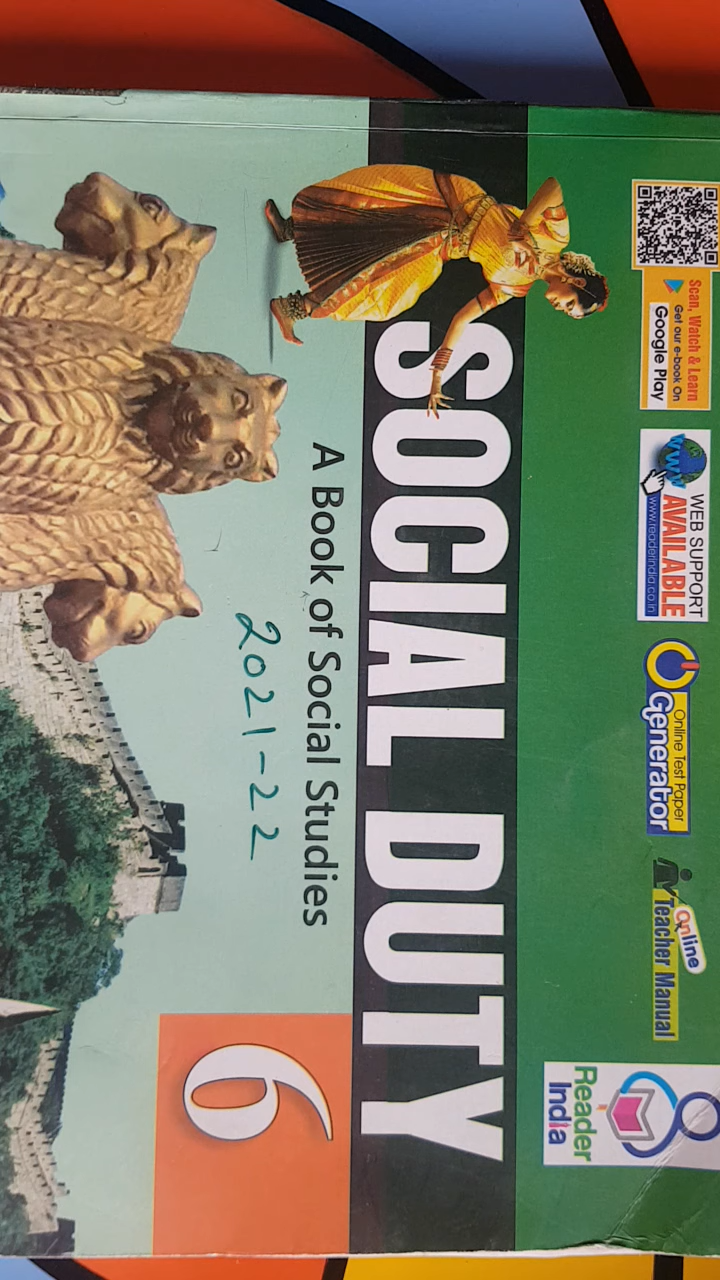 Scan, Watch & Learn
Get our e-book On
Google Play
WEB SUPPORT
AVAILABLE
www.readerindia.co.in
www
Online Test Paper
Generator
Online
Teacher Manual
Reader
India
SOCIAL DUTY
A Book of Social Studies
2021-22
6